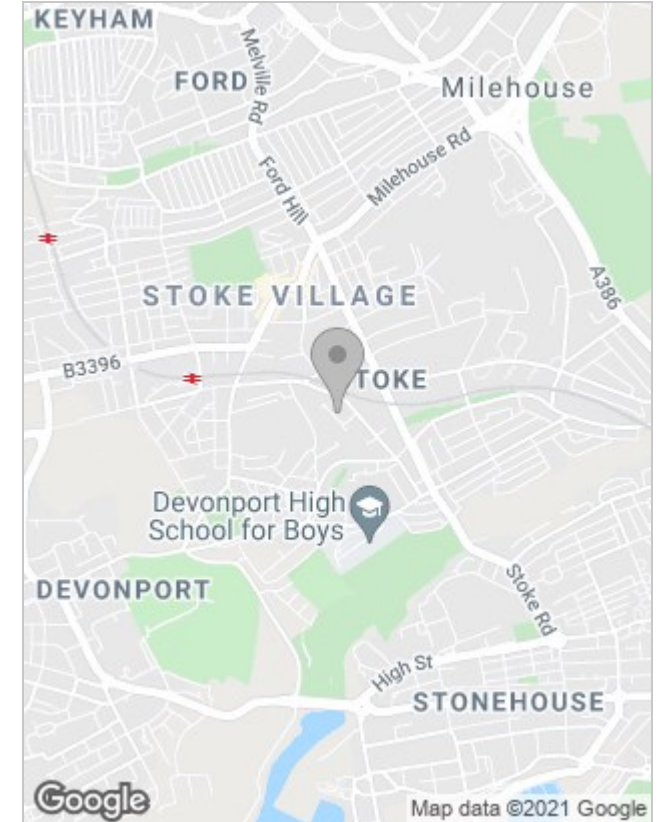 KEYHAM
Melville Rd
FORD
Milehouse
Milehouse Rd
Ford Hill
A386
STOKE VILLAGE
B3396
TOKE
Devonport High
School for Boys
DEVONPORT
Stoke Rd
High St
STONEHOUSE
Google
Map data ©2021 Google